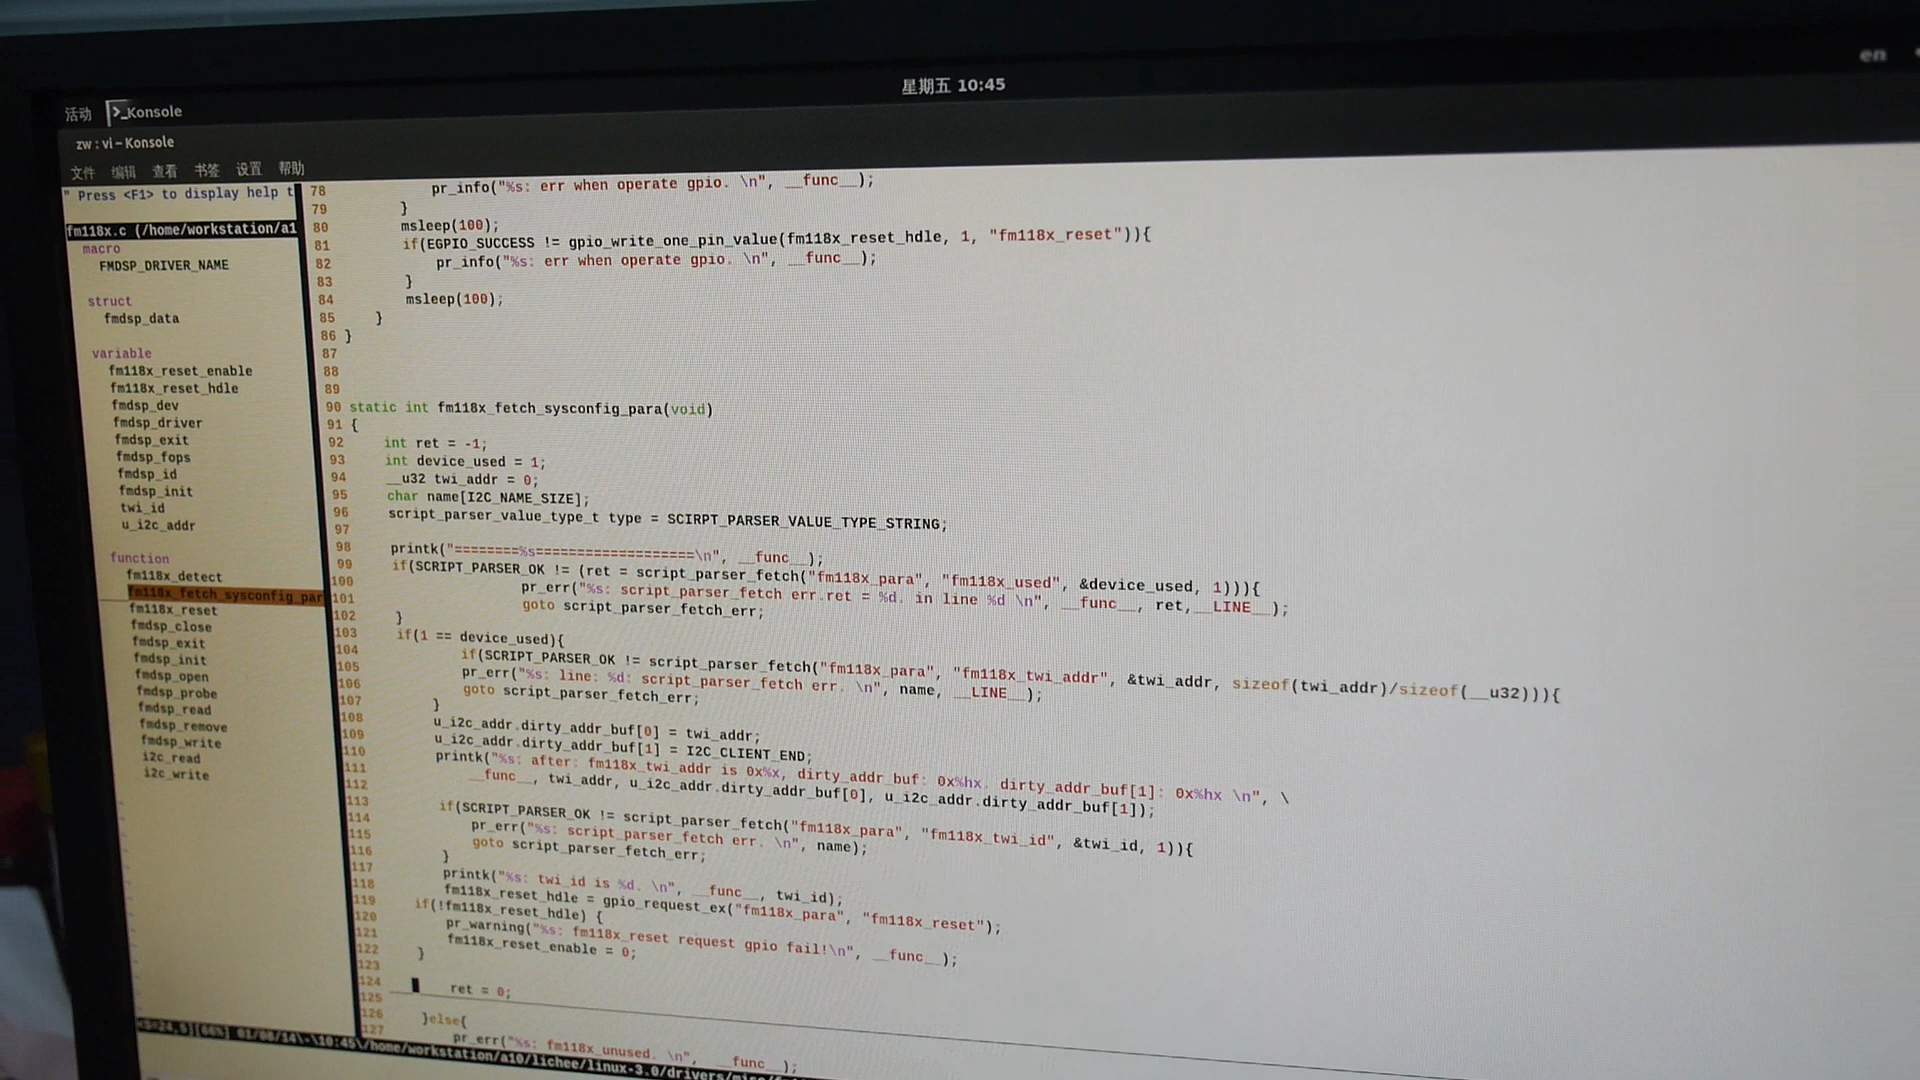 星期五 10:45
en
活动 Konsole
zw : vi – Konsole
文件 编辑 查看 书签 设置 帮助
" Press <F1> to display help t
fm118x.c (/home/workstation/a1
macro
FMDSP_DRIVER_NAME
struct
fmdsp_data
variable
fm118x_reset_enable
fm118x_reset_hdle
fmdsp_dev
fmdsp_driver
fmdsp_exit
fmdsp_fops
fmdsp_id
fmdsp_init
twi_id
u_i2c_addr
function
fm118x_detect
fm118x_fetch_sysconfig_par
fm118x_reset
fmdsp_close
fmdsp_exit
fmdsp_init
fmdsp_open
fmdsp_probe
fmdsp_read
fmdsp_remove
fmdsp_write
i2c_read
i2c_write
78 pr_info("%s: err when operate gpio. \n", __func__);
79 }
80 msleep(100);
81 if(EGPIO_SUCCESS != gpio_write_one_pin_value(fm118x_reset_hdle, 1, "fm118x_reset")){
82 pr_info("%s: err when operate gpio. \n", __func__);
83 }
84 msleep(100);
85 }
86 }
87
88
89
90 static int fm118x_fetch_sysconfig_para(void)
91 {
92 int ret = -1;
93 int device_used = 1;
94 __u32 twi_addr = 0;
95 char name[I2C_NAME_SIZE];
96 script_parser_value_type_t type = SCIRPT_PARSER_VALUE_TYPE_STRING;
97
98 printk("========%s===================\n", __func__);
99 if(SCRIPT_PARSER_OK != (ret = script_parser_fetch("fm118x_para", "fm118x_used", &device_used, 1))){
100 pr_err("%s: script_parser_fetch err.ret = %d. in line %d \n", __func__, ret,__LINE__);
101 goto script_parser_fetch_err;
102 }
103 if(1 == device_used){
104 if(SCRIPT_PARSER_OK != script_parser_fetch("fm118x_para", "fm118x_twi_addr", &twi_addr, sizeof(twi_addr)/sizeof(__u32))){
105 pr_err("%s: line: %d: script_parser_fetch err. \n", name, __LINE__);
106 goto script_parser_fetch_err;
107 }
108 u_i2c_addr.dirty_addr_buf[0] = twi_addr;
109 u_i2c_addr.dirty_addr_buf[1] = I2C_CLIENT_END;
110 printk("%s: after: fm118x_twi_addr is 0x%x, dirty_addr_buf: 0x%hx. dirty_addr_buf[1]: 0x%hx \n", \
111 __func__, twi_addr, u_i2c_addr.dirty_addr_buf[0], u_i2c_addr.dirty_addr_buf[1]);
112
113 if(SCRIPT_PARSER_OK != script_parser_fetch("fm118x_para", "fm118x_twi_id", &twi_id, 1)){
114 pr_err("%s: script_parser_fetch err. \n", name);
115 goto script_parser_fetch_err;
116 }
117 printk("%s: twi_id is %d. \n", __func__, twi_id);
118 fm118x_reset_hdle = gpio_request_ex("fm118x_para", "fm118x_reset");
119 if(!fm118x_reset_hdle) {
120 pr_warning("%s: fm118x_reset request gpio fail!\n", __func__);
121 fm118x_reset_enable = 0;
122 }
123
124 ret = 0;
125
126 }else{
127 pr_err("%s: fm118x_unused. \n", __func__);
[66%] 01/08/14\-\10:45\/home/workstation/a10/lichee/linux-3.0/drivers/misc/